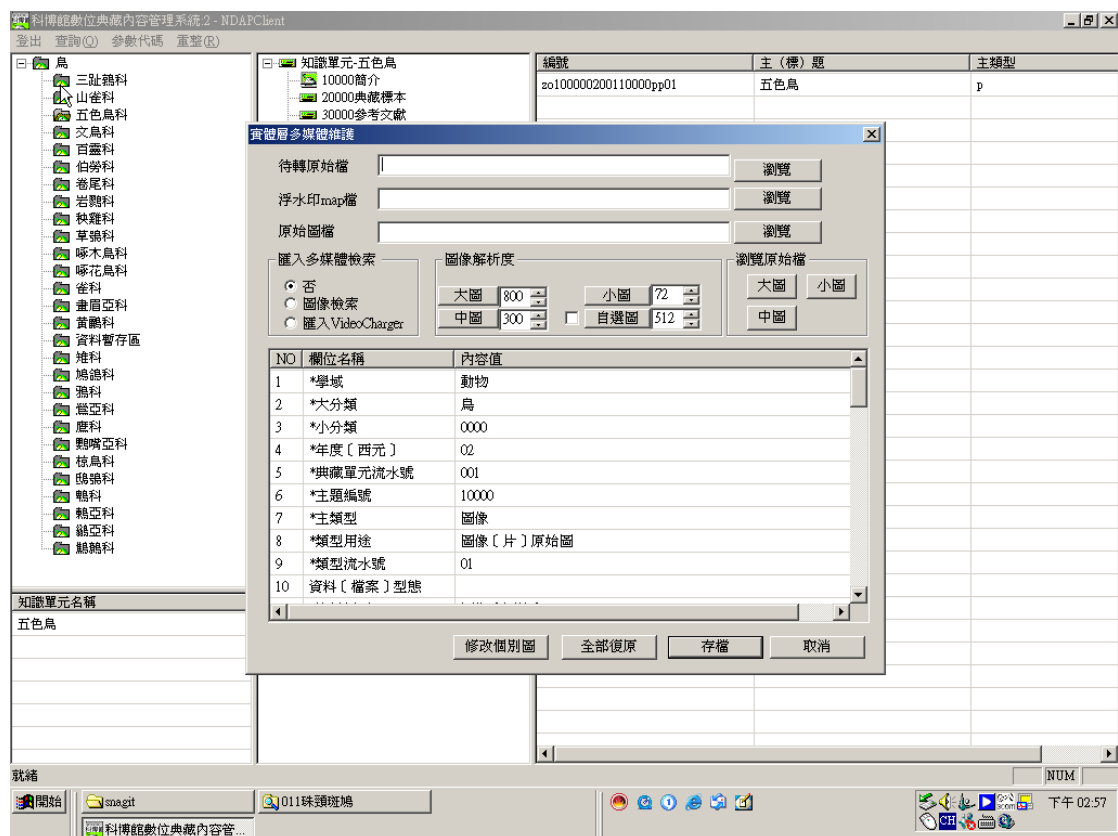 科博館數位典藏內容管理系統:2 - NDAPClient
登出 查詢(Q) 參數代碼 重整(R)
鳥
三趾鶉科
山雀科
五色鳥科
文鳥科
百靈科
伯勞科
卷尾科
岩鷚科
秧雞科
草鴞科
啄木鳥科
啄花鳥科
雀科
畫眉亞科
黃鸝科
資料暫存區
雉科
鳩鴿科
鴉科
鶯亞科
鷹科
鸚嘴亞科
椋鳥科
鴟鴞科
鵯科
鶇亞科
鶲亞科
鷦鷯科
知識單元名稱
五色鳥
知識單元-五色鳥
10000簡介
20000典藏標本
30000參考文獻
編號 主（標）題 主類型
zo100000200110000pp01 五色鳥 p
實體層多媒體維護
待轉原始檔 瀏覽
浮水印map檔 瀏覽
原始圖檔 瀏覽
匯入多媒體檢索
否
圖像檢索
匯入VideoCharger
圖像解析度
大圖 800 小圖 72
中圖 300 自選圖 512
瀏覽原始檔
大圖 小圖
中圖
NO 欄位名稱 內容值
1 *學域 動物
2 *大分類 鳥
3 *小分類 0000
4 *年度〔西元〕 02
5 *典藏單元流水號 001
6 *主題編號 10000
7 *主類型 圖像
8 *類型用途 圖像〔片〕原始圖
9 *類型流水號 01
10 資料〔檔案〕型態
修改個別圖 全部復原 存檔 取消
就緒 NUM
開始 snagit 011珠頸斑鳩 CH 下午 02:57
科博館數位典藏內容管...